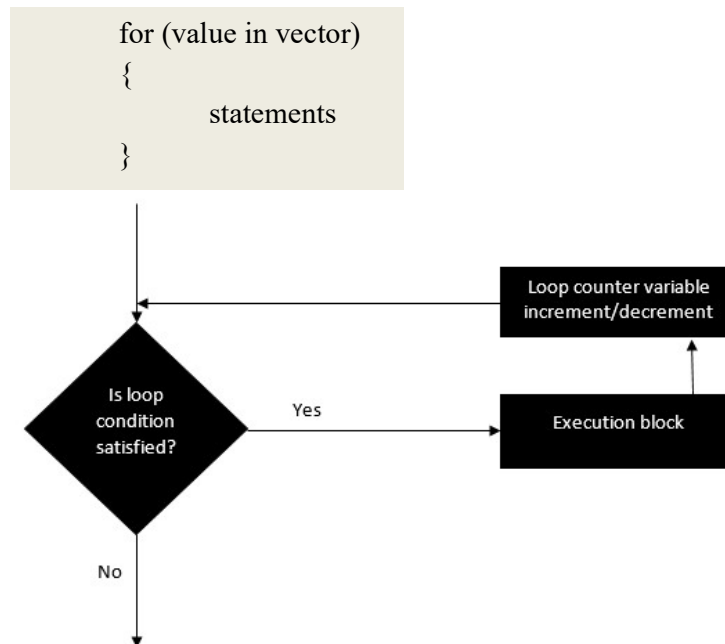 for (value in vector)
{
statements
}
Loop counter variable
increment/decrement
Is loop
condition
satisfied?
Yes
Execution block
No